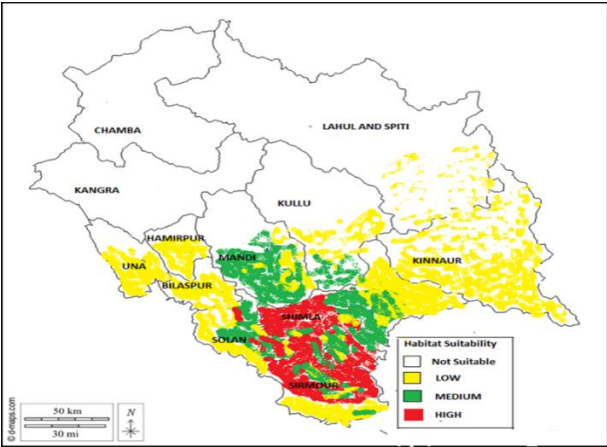 CHAMBA
LAHUL AND SPITI
KANGRA
KULLU
HAMIRPUR
MANDI
UNA
KINNAUR
BILASPUR
SHIMLA
SOLAN
SIRMOUR
Habitat Suitability
Not Suitable
LOW
MEDIUM
HIGH
50 km
30 mi
N
© d-maps.com